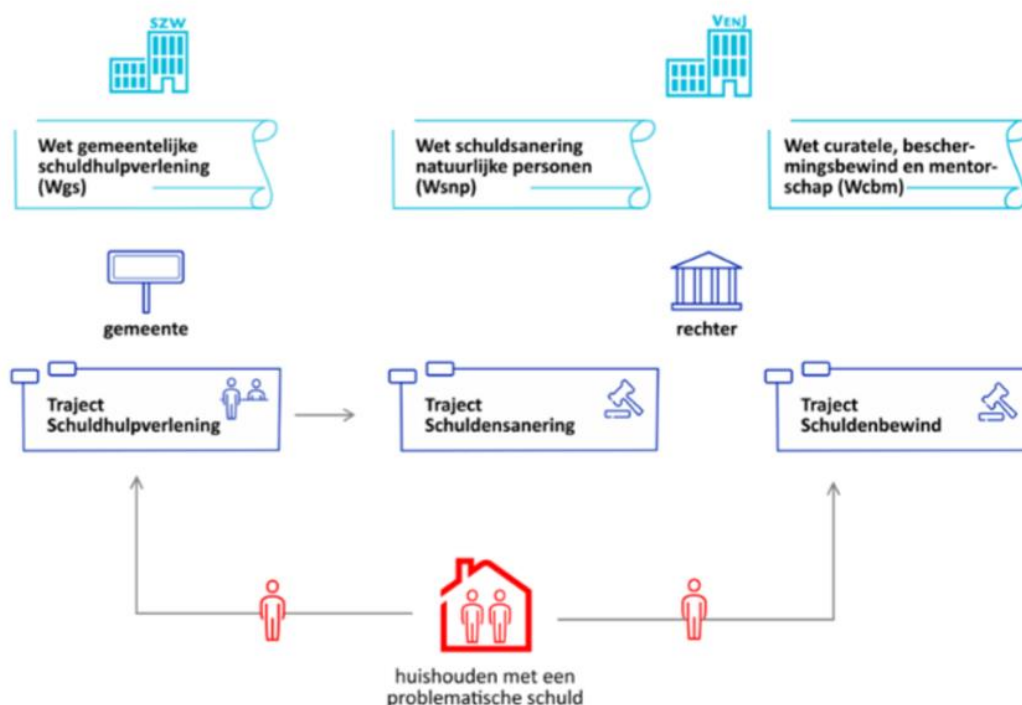 SZW
VENJ
Wet gemeentelijke
schuldhulpverlening
(Wgs)
Wet schuldsanering
natuurlijke personen
(Wsnp)
Wet curatele, bescher-
mingsbewind en mentor-
schap (Wcbm)
gemeente
rechter
Traject
Schuldhulpverlening
Traject
Schuldensanering
Traject
Schuldenbewind
huishouden met een
problematische schuld